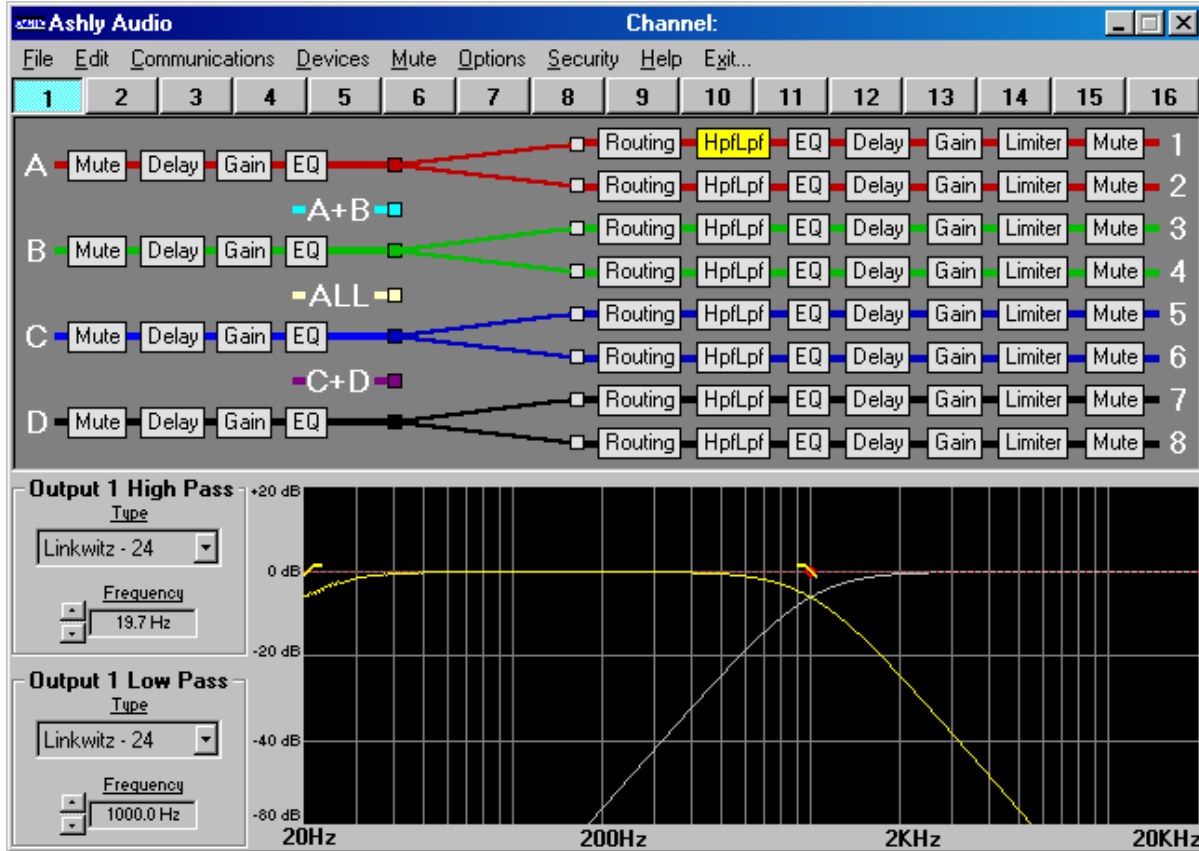 Ashly Audio Channel:
File Edit Communications Devices Mute Options Security Help Exit...
1 2 3 4 5 6 7 8 9 10 11 12 13 14 15 16
Routing HpfLpf EQ Delay Gain Limiter Mute 1
A Mute Delay Gain EQ
Routing HpfLpf EQ Delay Gain Limiter Mute 2
A+B
Routing HpfLpf EQ Delay Gain Limiter Mute 3
B Mute Delay Gain EQ
Routing HpfLpf EQ Delay Gain Limiter Mute 4
ALL
Routing HpfLpf EQ Delay Gain Limiter Mute 5
C Mute Delay Gain EQ
Routing HpfLpf EQ Delay Gain Limiter Mute 6
C+D
Routing HpfLpf EQ Delay Gain Limiter Mute 7
D Mute Delay Gain EQ
Routing HpfLpf EQ Delay Gain Limiter Mute 8
Output 1 High Pass
Type
Linkwitz - 24
Frequency
19.7 Hz
Output 1 Low Pass
Type
Linkwitz - 24
Frequency
1000.0 Hz
+20 dB
0 dB
-20 dB
-40 dB
-60 dB
20Hz 200Hz 2KHz 20KHz